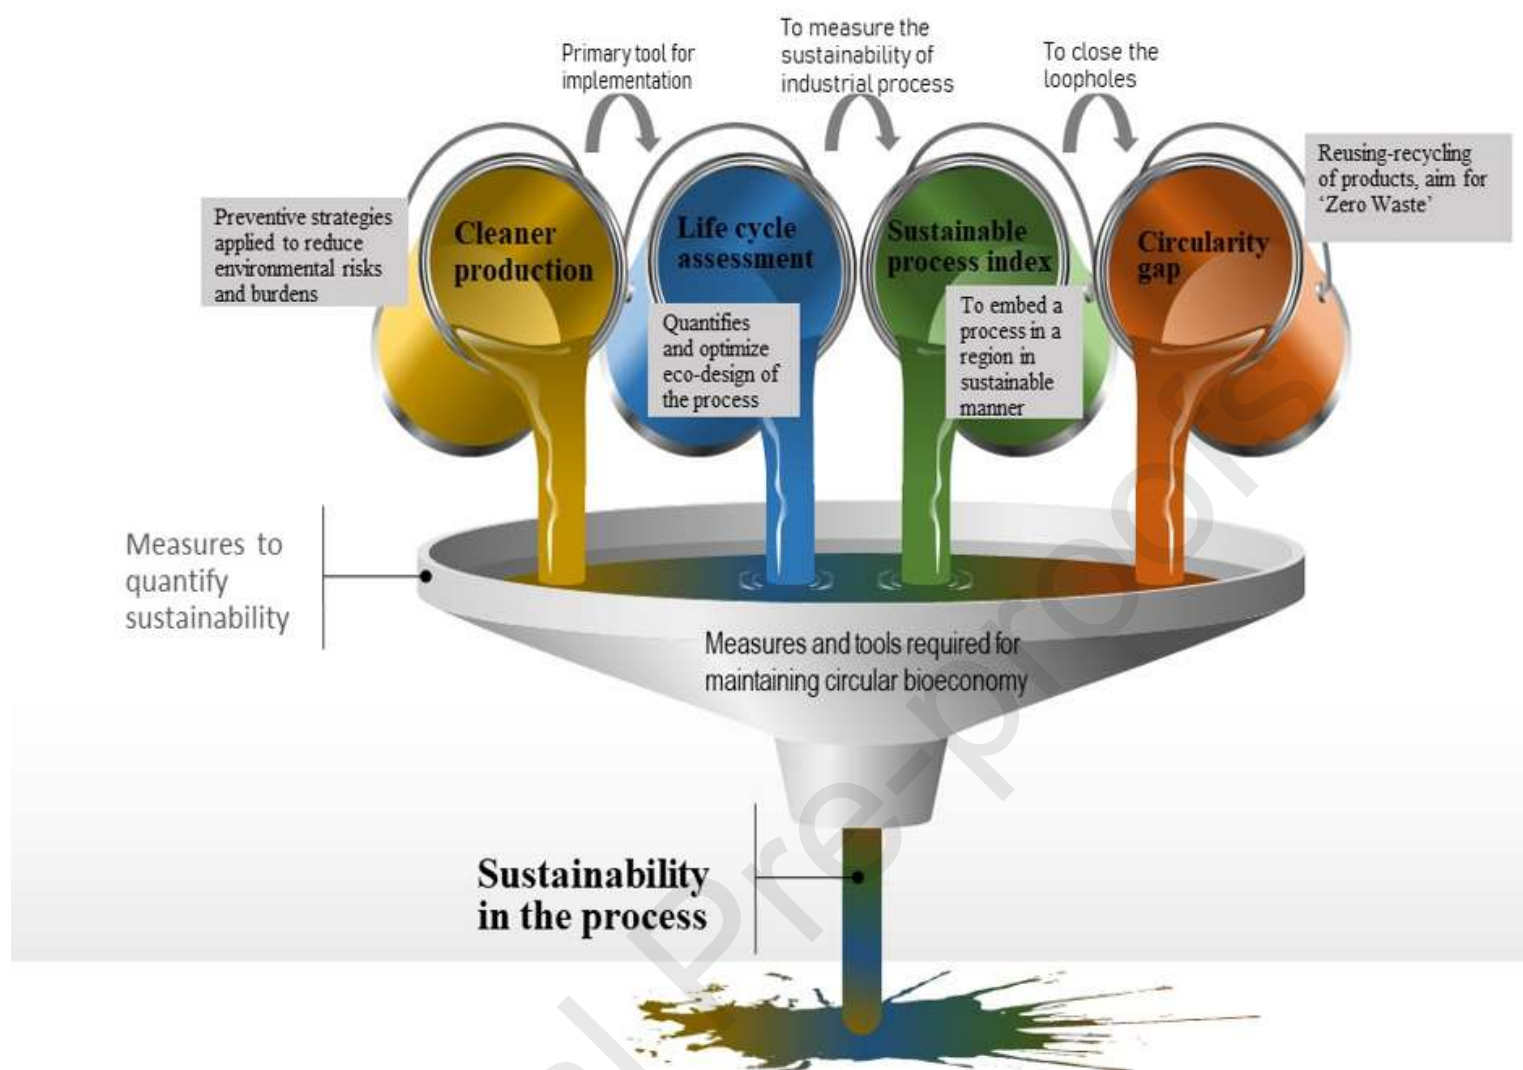 Primary tool for
implementation
To measure the
sustainability of
industrial process
To close the
loopholes
Preventive strategies
applied to reduce
environmental risks
and burdens
Cleaner
production
Life cycle
assessment
Quantifies
and optimize
eco-design of
the process
Sustainable
process index
To embed a
process in a
region in
sustainable
manner
Circularity
gap
Reusing-recycling
of products, aim for
‘Zero Waste’
Measures to
quantify
sustainability
Measures and tools required for
maintaining circular bioeconomy
Sustainability
in the process
Pre-proofs